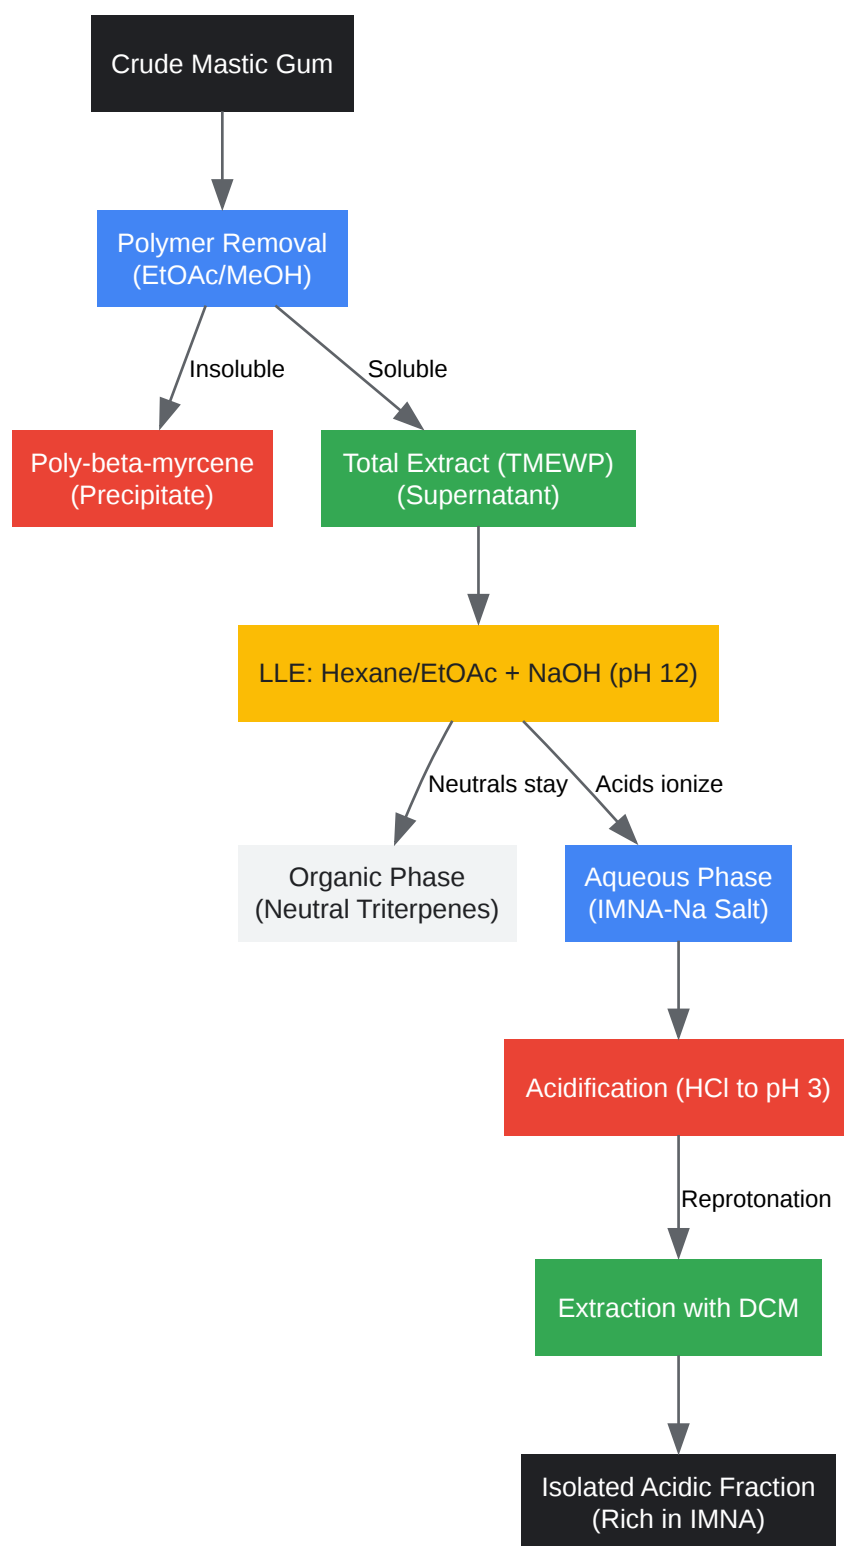 Crude Mastic Gum
Polymer Removal
(EtOAc/MeOH)
Insoluble
Soluble
Poly-beta-myrcene
(Precipitate)
Total Extract (TMEWP)
(Supernatant)
LLE: Hexane/EtOAc + NaOH (pH 12)
Neutrals stay
Acids ionize
Organic Phase
(Neutral Triterpenes)
Aqueous Phase
(IMNA-Na Salt)
Acidification (HCl to pH 3)
Reprotonation
Extraction with DCM
Isolated Acidic Fraction
(Rich in IMNA)